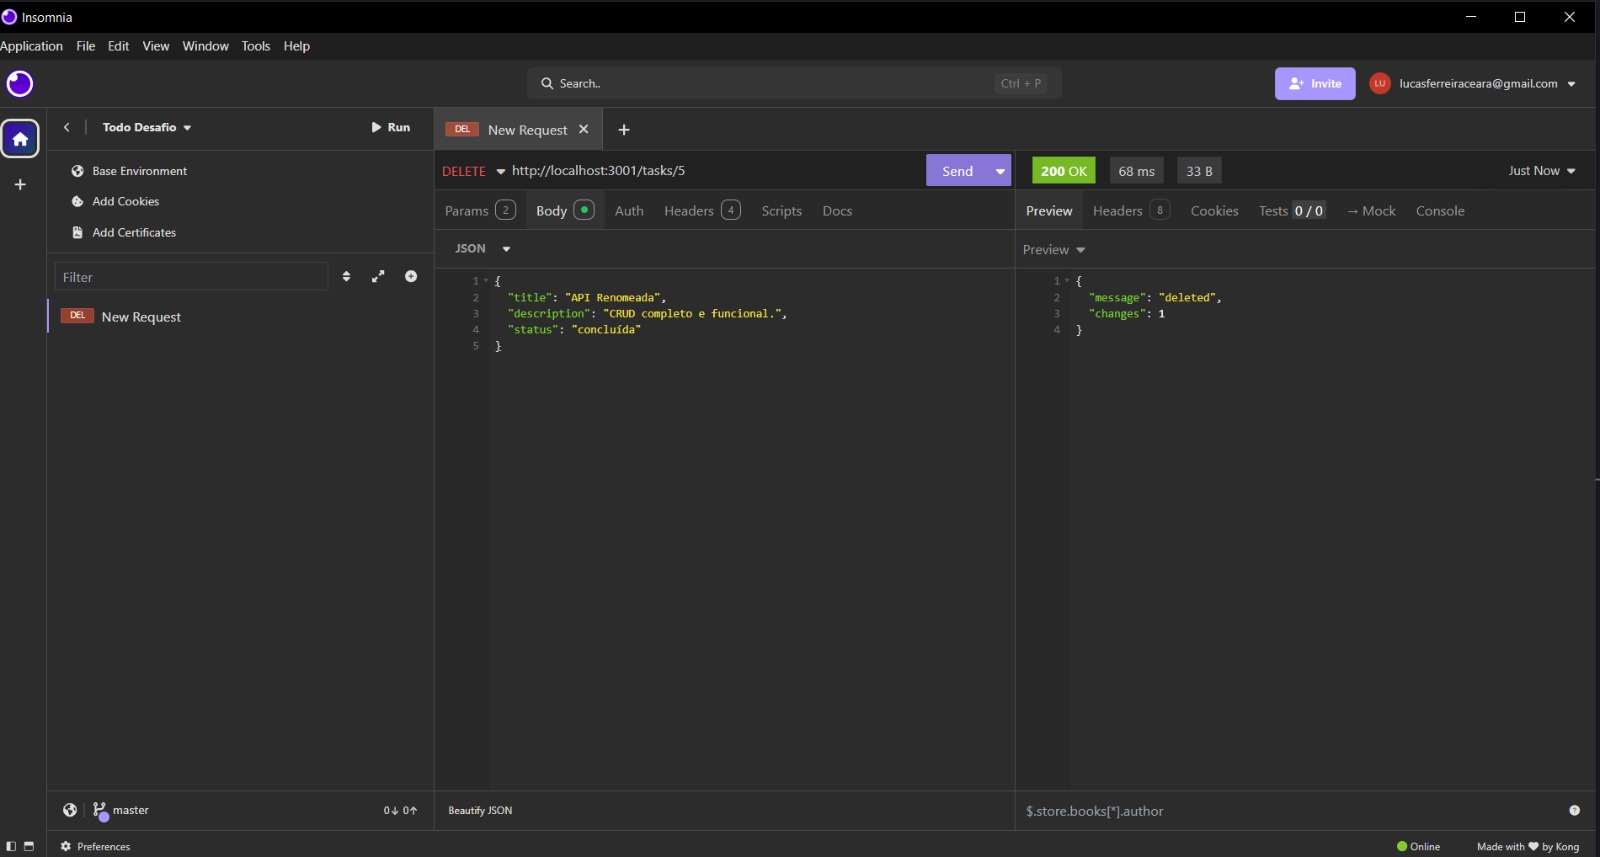 Insomnia
Application File Edit View Window Tools Help
Search.. Ctrl + P
Invite LU lucasferreiraceara@gmail.com
Todo Desafio Run
Base Environment
Add Cookies
Add Certificates
Filter
DEL New Request
DEL New Request
DELETE http://localhost:3001/tasks/5 Send
Params 2 Body Auth Headers 4 Scripts Docs
JSON
1 {
2 "title": "API Renomeada",
3 "description": "CRUD completo e funcional.",
4 "status": "concluída"
5 }
200 OK 68 ms 33 B Just Now
Preview Headers 8 Cookies Tests 0 / 0 → Mock Console
Preview
1 {
2 "message": "deleted",
3 "changes": 1
4 }
master 0↓ 0↑
Beautify JSON
$.store.books[*].author
Preferences
Online Made with ♥ by Kong